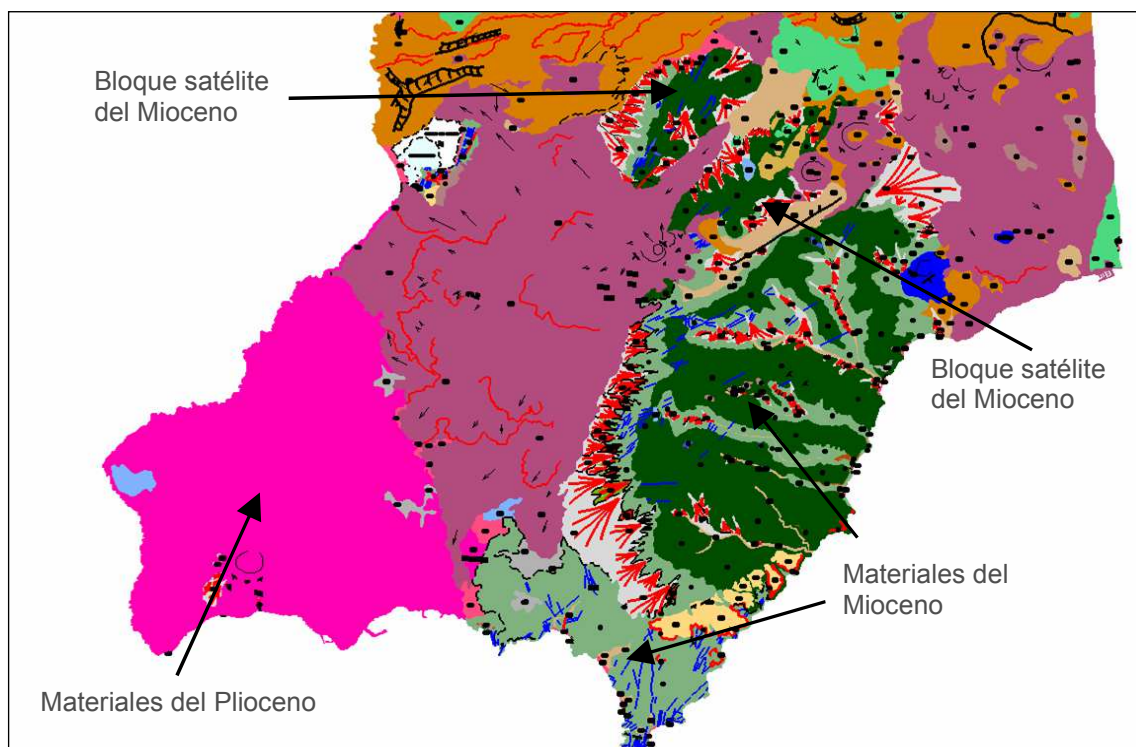 Bloque satélite
del Mioceno
Bloque satélite
del Mioceno
Materiales del
Mioceno
Materiales del Plioceno